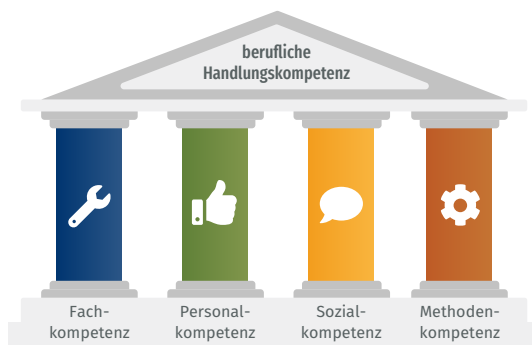 berufliche
Handlungskompetenz
Fach-
kompetenz
Personal-
kompetenz
Sozial-
kompetenz
Methoden-
kompetenz